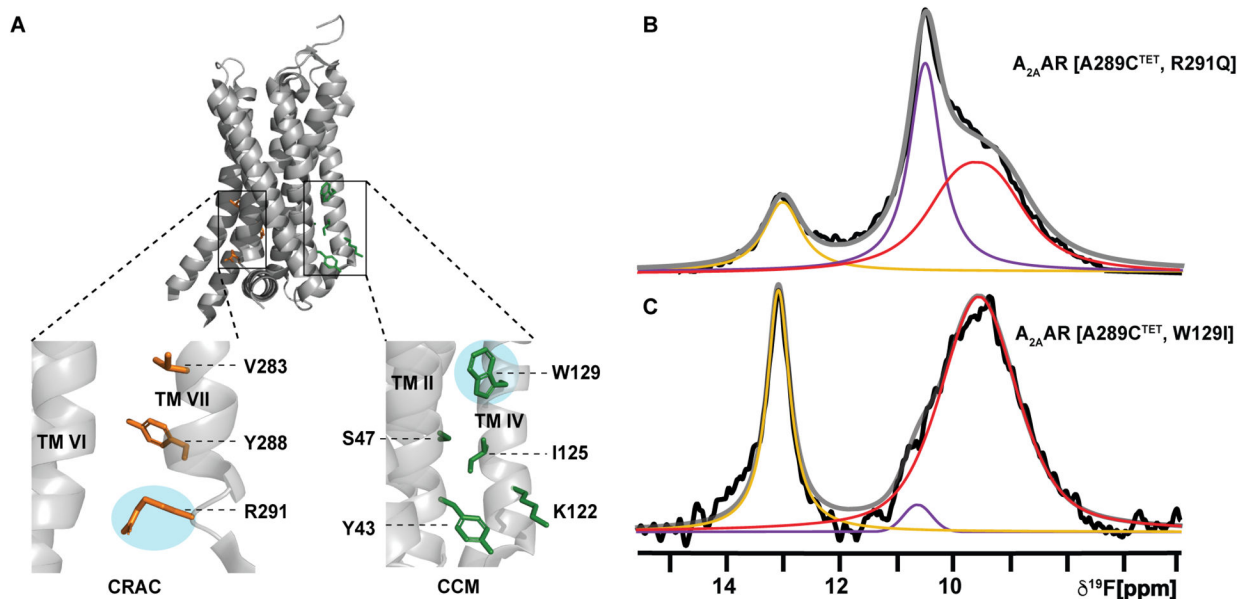 A
V283
TM VII
TM VI
Y288
R291
CRAC
TM II
W129
TM IV
S47
I125
K122
Y43
CCM
B
A2AAR [A289CTET, R291Q]
C
A2AAR [A289CTET, W129I]
14 12 10 δ19F[ppm]